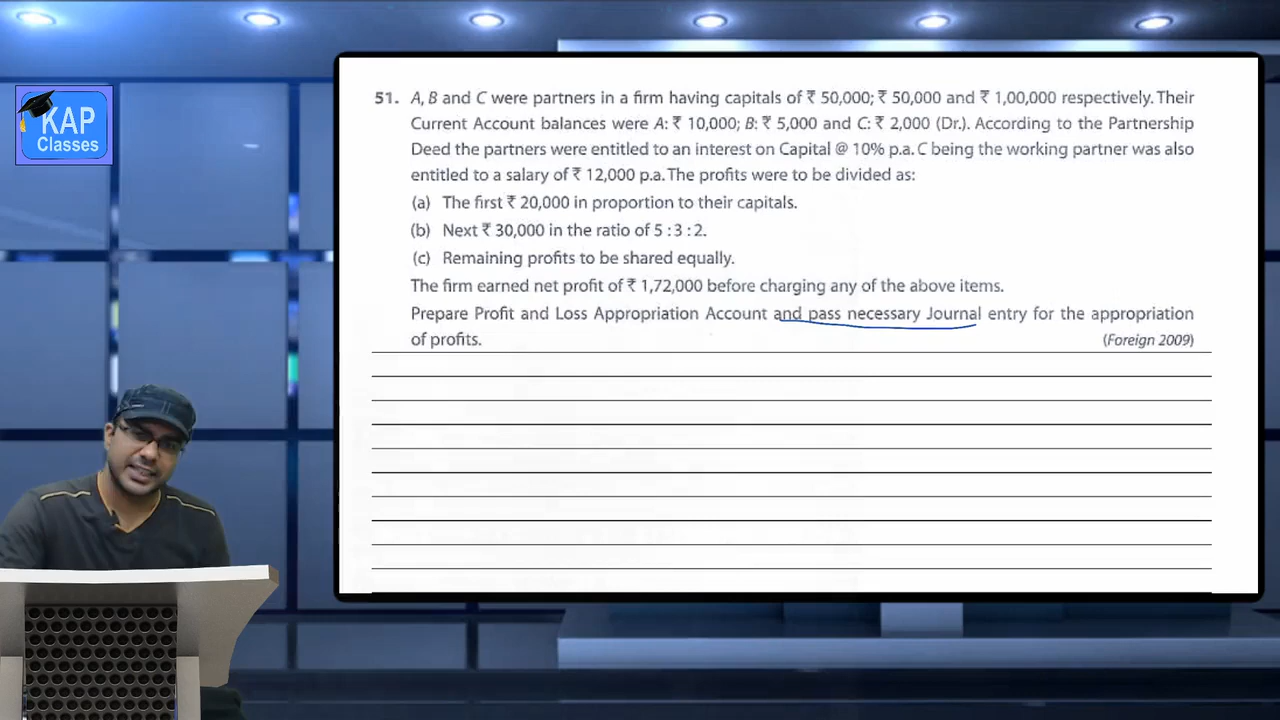 KAP
Classes
51. A, B and C were partners in a firm having capitals of ₹ 50,000; ₹ 50,000 and ₹ 1,00,000 respectively. Their
Current Account balances were A: ₹ 10,000; B: ₹ 5,000 and C: ₹ 2,000 (Dr.). According to the Partnership
Deed the partners were entitled to an interest on Capital @ 10% p.a. C being the working partner was also
entitled to a salary of ₹ 12,000 p.a. The profits were to be divided as:
(a) The first ₹ 20,000 in proportion to their capitals.
(b) Next ₹ 30,000 in the ratio of 5 : 3 : 2.
(c) Remaining profits to be shared equally.
The firm earned net profit of ₹ 1,72,000 before charging any of the above items.
Prepare Profit and Loss Appropriation Account and pass necessary Journal entry for the appropriation
of profits. (Foreign 2009)